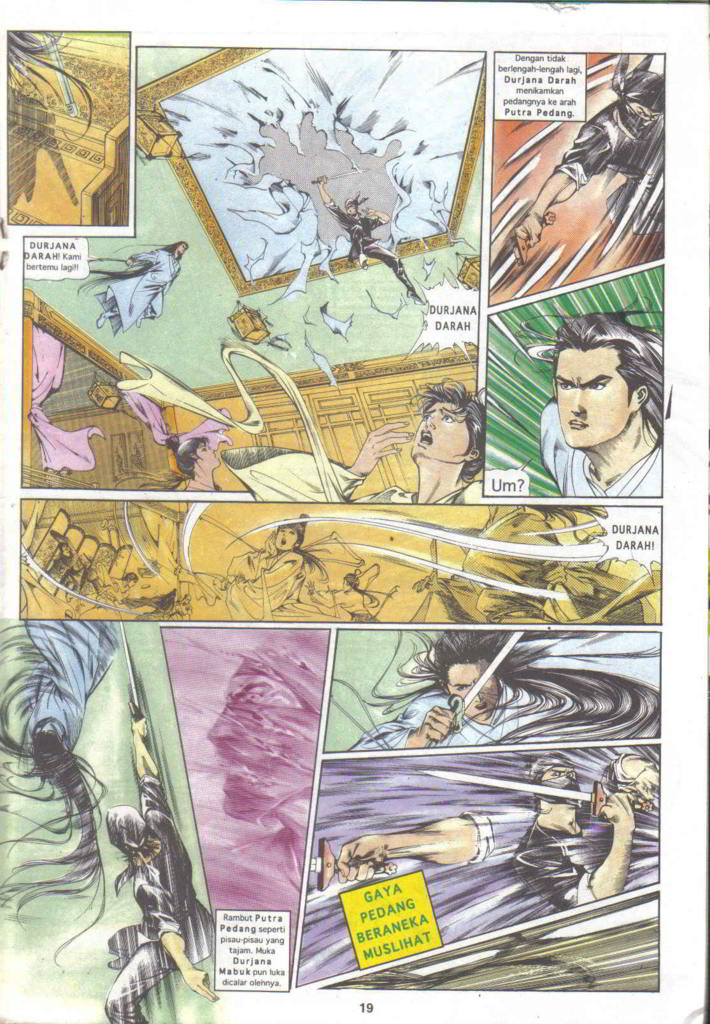 DURJANA
DARAH! Kami
bertemu lagi!!
DURJANA
DARAH
Dengan tidak
berlengah-lengah lagi,
Durjana Darah
menikamkan
pedangnya ke arah
Putra Pedang.
Um?
DURJANA
DARAH!
Rambut Putra
Pedang seperti
pisau-pisau yang
tajam. Muka
Durjana
Mabuk pun luka
dicalar olehnya.
GAYA
PEDANG
BERANEKA
MUSLIHAT
19